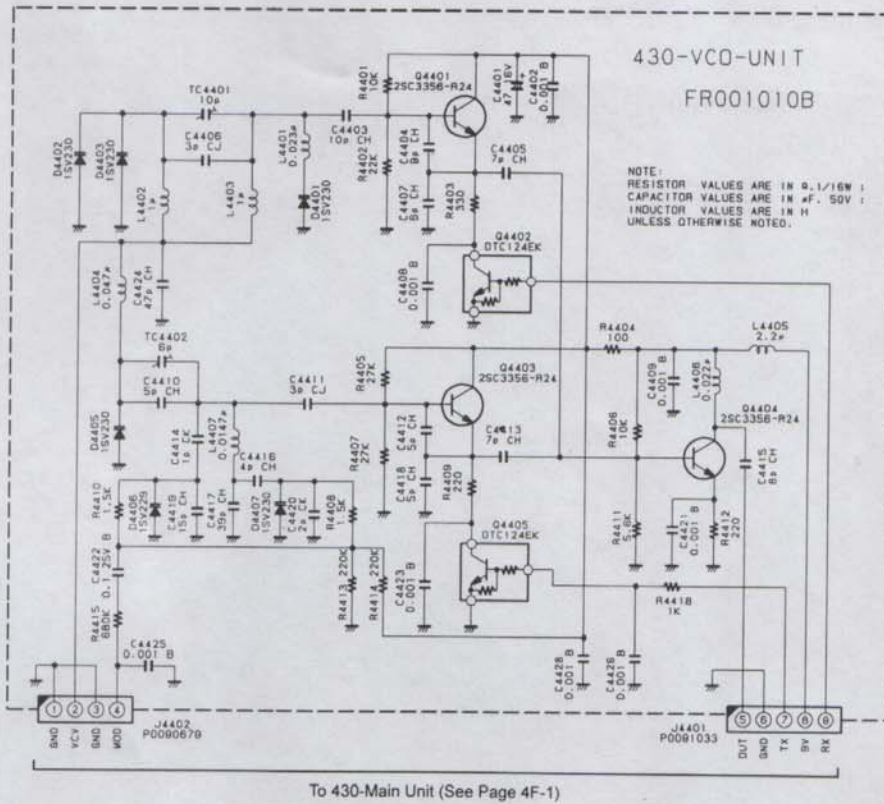 430-VCO-UNIT
FR001010B
NOTE:
RESISTOR VALUES ARE IN Ω, 1/16W ;
CAPACITOR VALUES ARE IN µF, 50V ;
INDUCTOR VALUES ARE IN H
UNLESS OTHERWISE NOTED.
TC4401
10p
C4406
3p CJ
D4402
1SV230
D4403
1SV230
L4402
1µ
L4403
1µ
L4401
0.023µ
D4401
1SV230
C4403
10p CH
R4401
10K
R4402
22K
Q4401
2SC3356-R24
C4404
8p CH
C4407
8p CH
R4403
330
C4405
7p CH
C4401
47 16V
C4402
0.001 B
L4404
0.047µ
C4424
47p CH
C4408
0.001 B
Q4402
DTC124EK
TC4402
6p
C4410
5p CH
D4405
1SV230
C4414
1p CK
L4407
0.0147µ
C4411
3p CJ
R4405
27K
R4407
27K
Q4403
2SC3356-R24
C4412
5p CH
C4418
5p CH
R4409
220
C4413
7p CH
R4404
100
L4405
2.2µ
C4409
0.001 B
L4406
0.022µ
R4406
10K
Q4404
2SC3356-R24
C4415
8p CH
R4411
5.6K
C4421
0.001 B
R4412
220
R4410
1.5K
D4406
1SV229
C4419
15p CH
C4417
39p CH
C4416
4p CH
D4407
1SV230
C4420
2p CK
R4408
1.5K
C4422
0.1 25V B
R4415
680K
R4413 220K
R4414 220K
C4423
0.001 B
Q4405
DTC124EK
R4418
1K
C4425
0.001 B
C4428
0.001 B
C4426
0.001 B
1 2 3 4
GND
VCV
GND
MOD
J4402
P0090679
J4401
P0091033
5 6 7 8 9
OUT
GND
TX
9V
RX
To 430-Main Unit (See Page 4F-1)